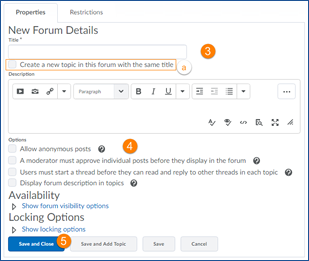 Properties Restrictions
New Forum Details
Title *
3
Create a new topic in this forum with the same title a
Description
Paragraph B I U
Options
Allow anonymous posts 4
A moderator must approve individual posts before they display in the forum
Users must start a thread before they can read and reply to other threads in each topic
Display forum description in topics
Availability
Show forum visibility options
Locking Options
Show locking options
Save and Close 5 Save and Add Topic Save Cancel